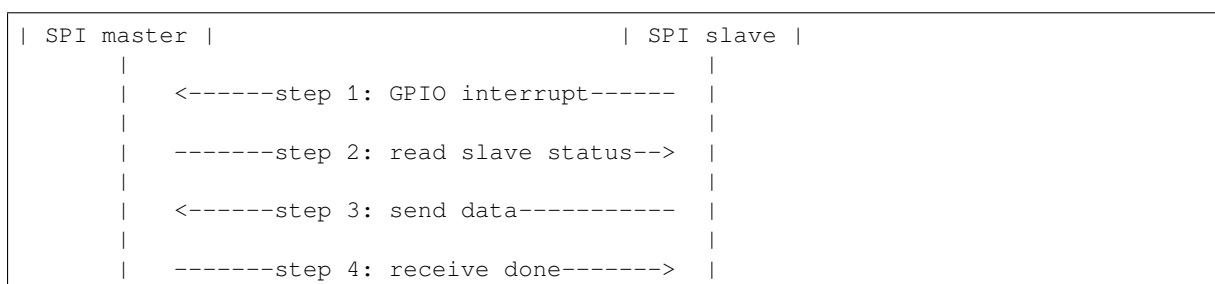 | SPI master |                                  | SPI slave |
      |                                                |
      |   <------step 1: GPIO interrupt------  |
      |                                                |
      |   -------step 2: read slave status-->  |
      |                                                |
      |   <------step 3: send data-----------  |
      |                                                |
      |   -------step 4: receive done------->  |